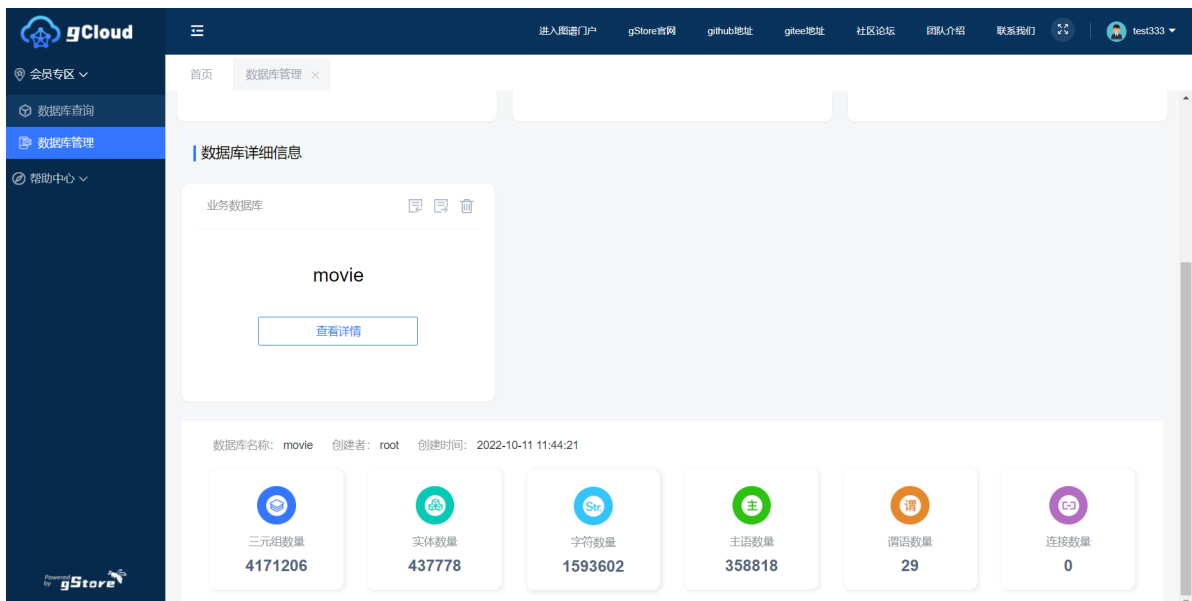 gCloud
进入图谱门户 gStore官网 github地址 gitee地址 社区论坛 团队介绍 联系我们 test333
会员专区
首页 数据库管理
数据库查询
数据库管理
帮助中心
数据库详细信息
业务数据库
movie
查看详情
数据库名称: movie 创建者: root 创建时间: 2022-10-11 11:44:21
Str. 主 谓
三元组数量 实体数量 字符数量 主语数量 谓语数量 连接数量
4171206 437778 1593602 358818 29 0
Powered by gStore